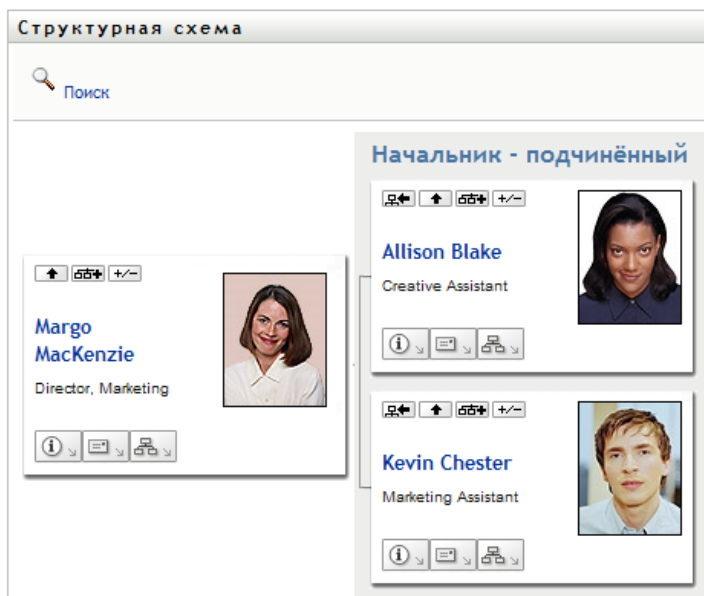 Структурная схема
Поиск
Начальник - подчинённый
Margo
MacKenzie
Director, Marketing
Allison Blake
Creative Assistant
Kevin Chester
Marketing Assistant